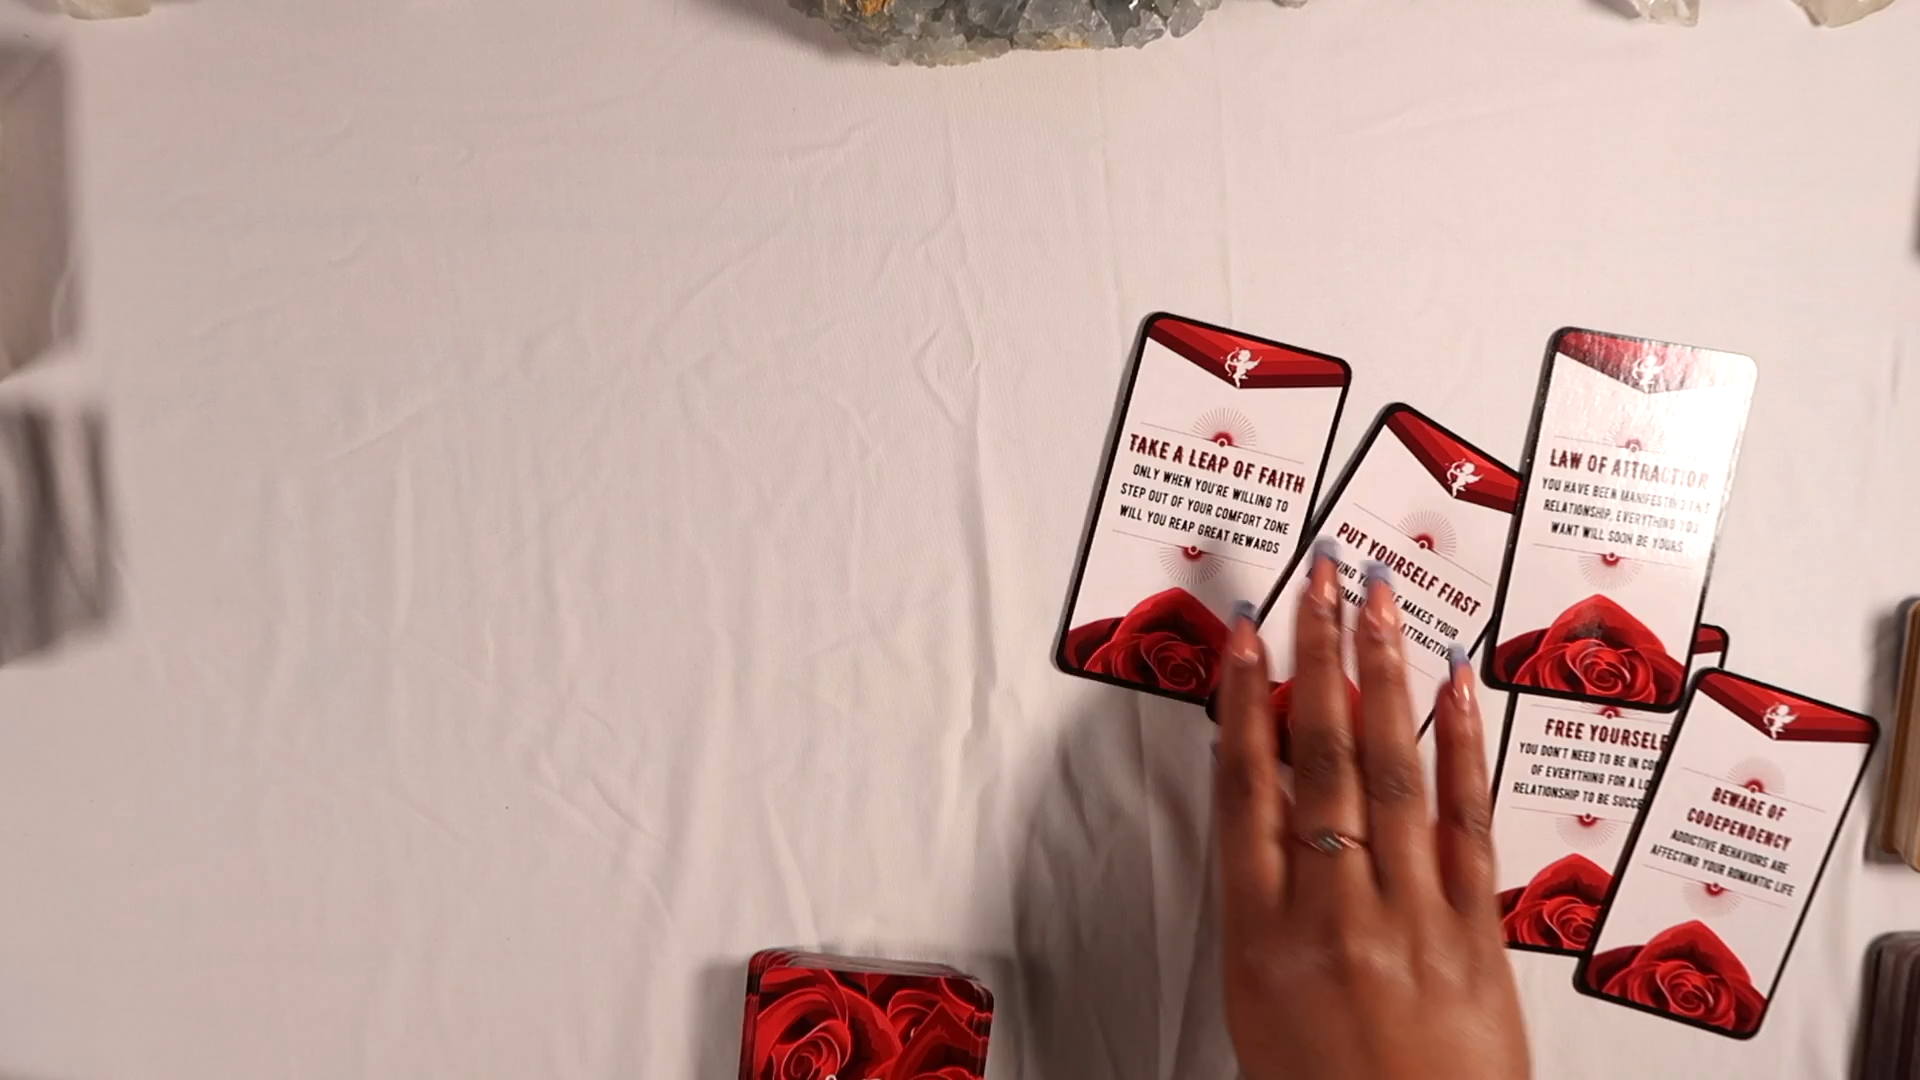 TAKE A LEAP OF FAITH
ONLY WHEN YOU'RE WILLING TO
STEP OUT OF YOUR COMFORT ZONE
WILL YOU REAP GREAT REWARDS
PUT YOURSELF FIRST
MAKES YOUR
ATTRACTIVE
LAW OF ATTRACTION
YOU HAVE BEEN MANIFESTING THIS
RELATIONSHIP, EVERYTHING YOU
WANT WILL SOON BE YOURS
FREE YOURSELF
YOU DON'T NEED TO BE IN
OF EVERYTHING FOR A
RELATIONSHIP TO BE
BEWARE OF
CODEPENDENCY
ADDICTIVE BEHAVIORS ARE
AFFECTING YOUR ROMANTIC LIFE